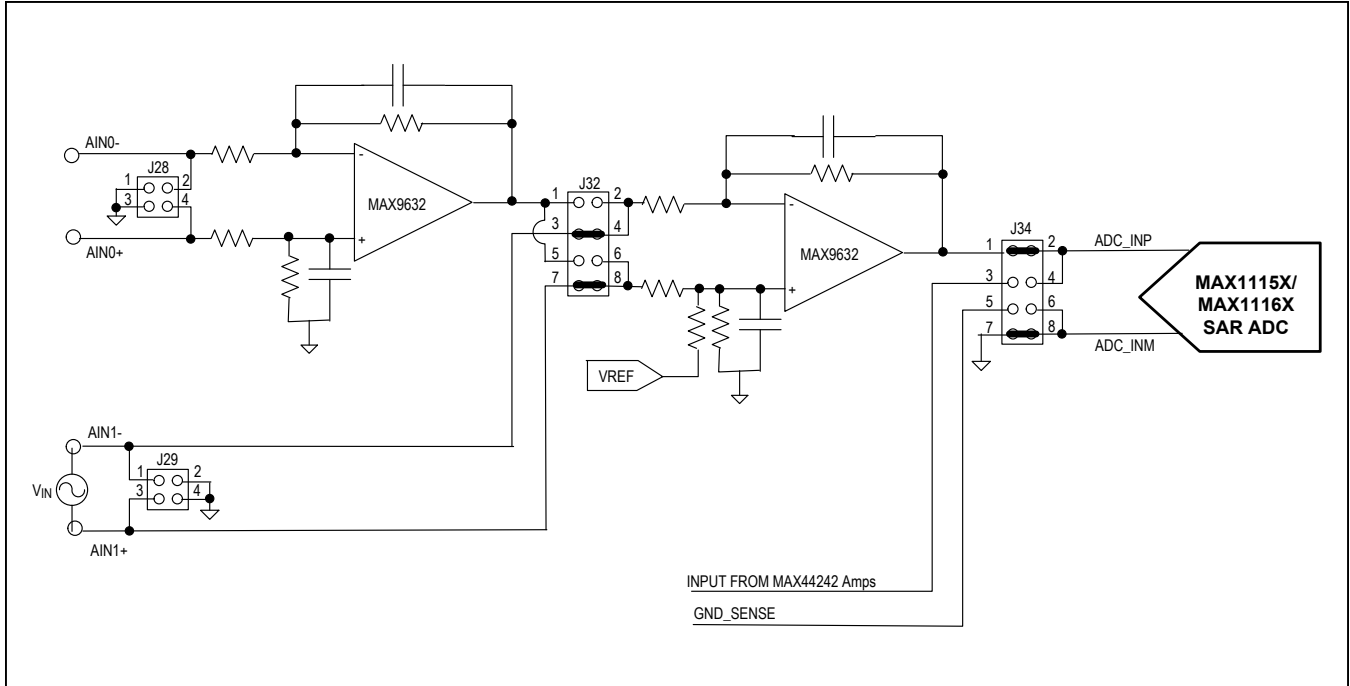 AIN0-
J28
1 2
3 4
AIN0+
-
MAX9632
+
J32
1 2
3 4
5 6
7 8
-
MAX9632
+
VREF
J34
1 2
3 4
5 6
7 8
ADC_INP
ADC_INM
MAX1115X/
MAX1116X
SAR ADC
AIN1-
J29
1 2
3 4
VIN
AIN1+
INPUT FROM MAX44242 Amps
GND_SENSE